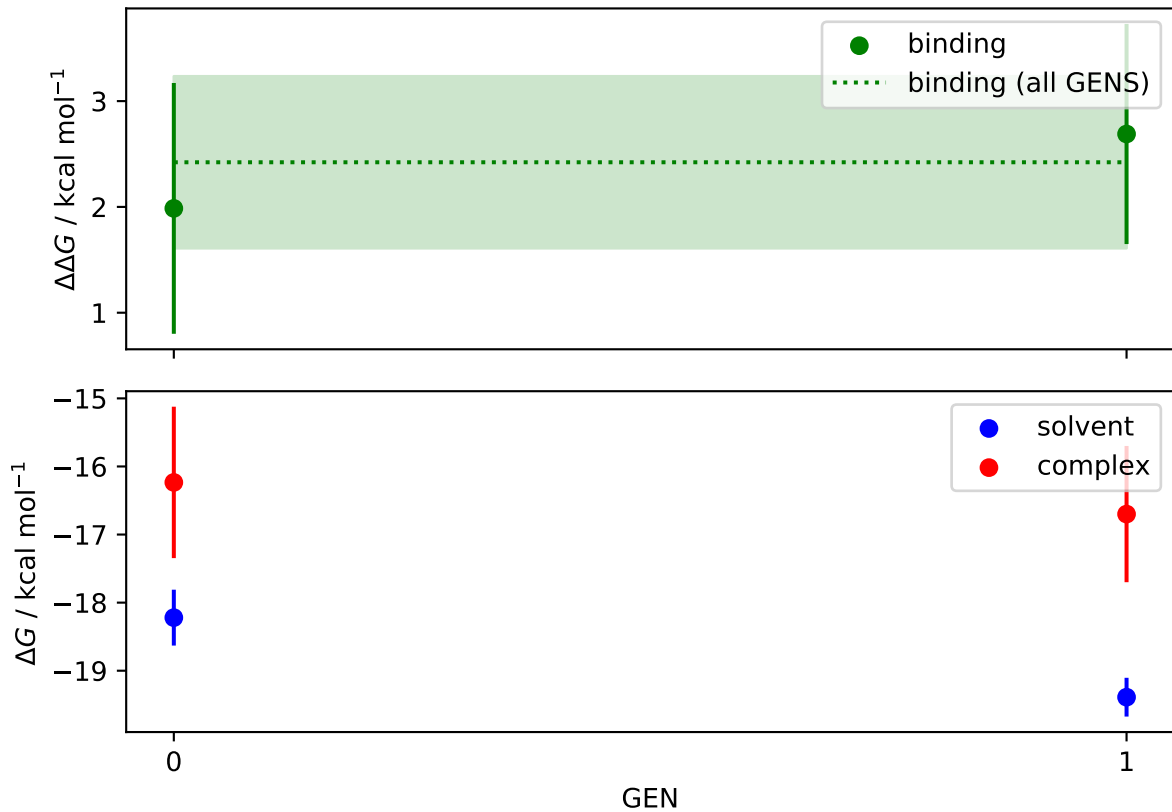 binding
binding (all GENS)
3
2
1
ΔΔG / kcal mol⁻¹
solvent
complex
−15
−16
−17
−18
−19
ΔG / kcal mol⁻¹
0
1
GEN